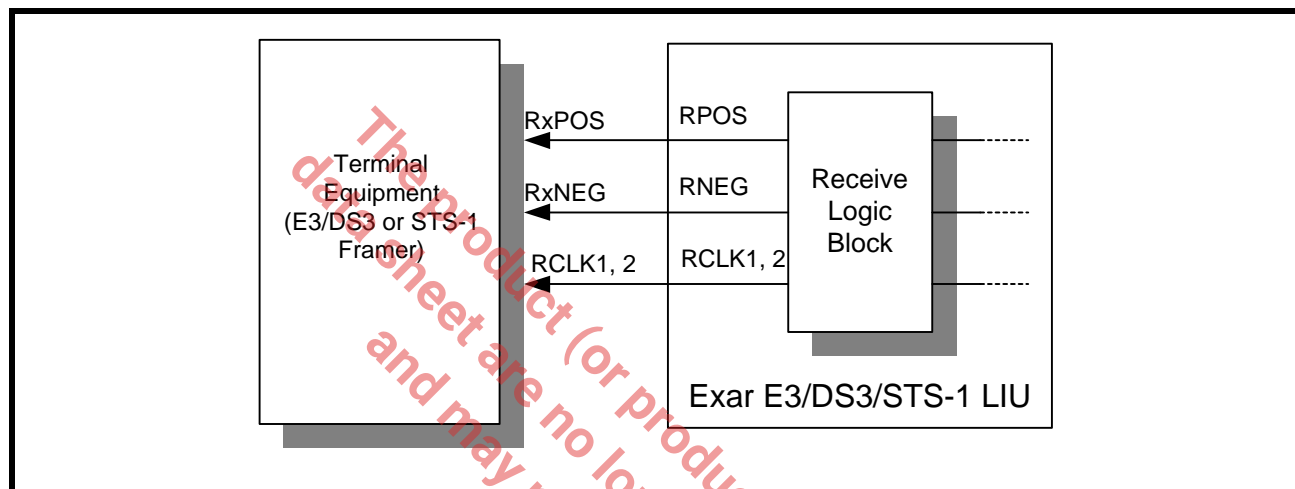 Terminal
Equipment
(E3/DS3 or STS-1
Framer)
RxPOS
RPOS
RxNEG
RNEG
RCLK1, 2
RCLK1, 2
Receive
Logic
Block
Exar E3/DS3/STS-1 LIU
The product (or produc
data sheet are no lo
and may